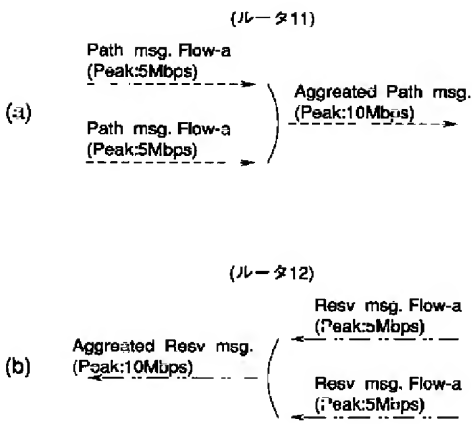 (ルータ11)
Path msg. Flow-a
(Peak:5Mbps)
Aggreated Path msg.
(Peak:10Mbps)
(a)
Path msg. Flow-a
(Peak:5Mbps)
(ルータ12)
Resv msg. Flow-a
(Peak:5Mbps)
Aggreated Resv msg.
(Peak:10Mbps)
(b)
Resv msg. Flow-a
(Peak:5Mbps)